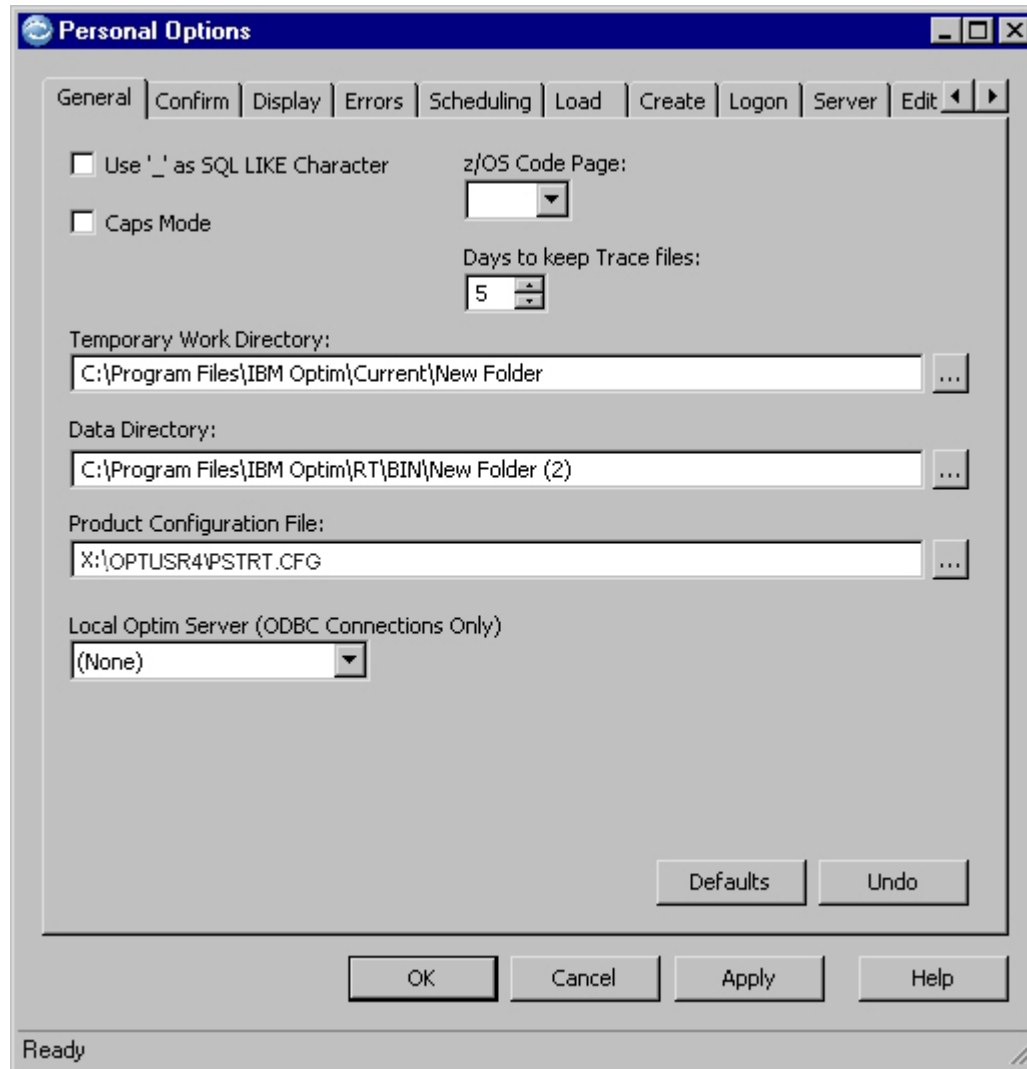 Personal Options
General Confirm Display Errors Scheduling Load Create Logon Server Edit
Use '_' as SQL LIKE Character
z/OS Code Page:
Caps Mode
Days to keep Trace files:
5
Temporary Work Directory:
C:\Program Files\IBM Optim\Current\New Folder
...
Data Directory:
C:\Program Files\IBM Optim\RT\BIN\New Folder (2)
...
Product Configuration File:
X:\OPTUSR4\PSTRT.CFG
...
Local Optim Server (ODBC Connections Only)
(None)
Defaults Undo
OK Cancel Apply Help
Ready